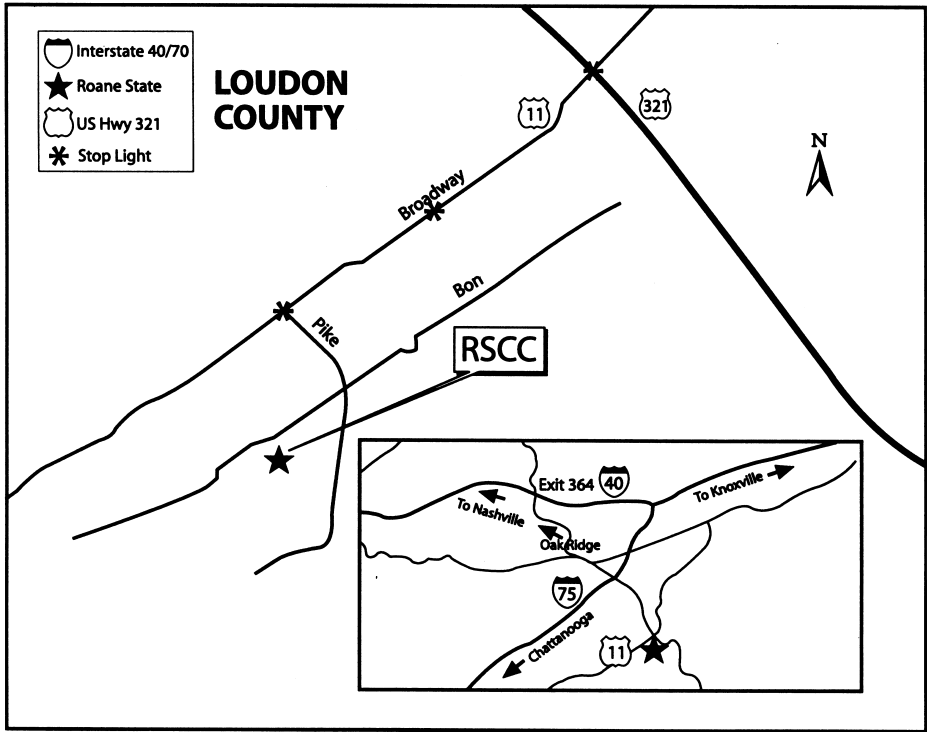 Interstate 40/70
Roane State
US Hwy 321
Stop Light
LOUDON
COUNTY
11
321
N
Broadway
Bon
Pike
RSCC
Exit 364
40
To Knoxville
To Nashville
Oak Ridge
75
Chattanooga
11